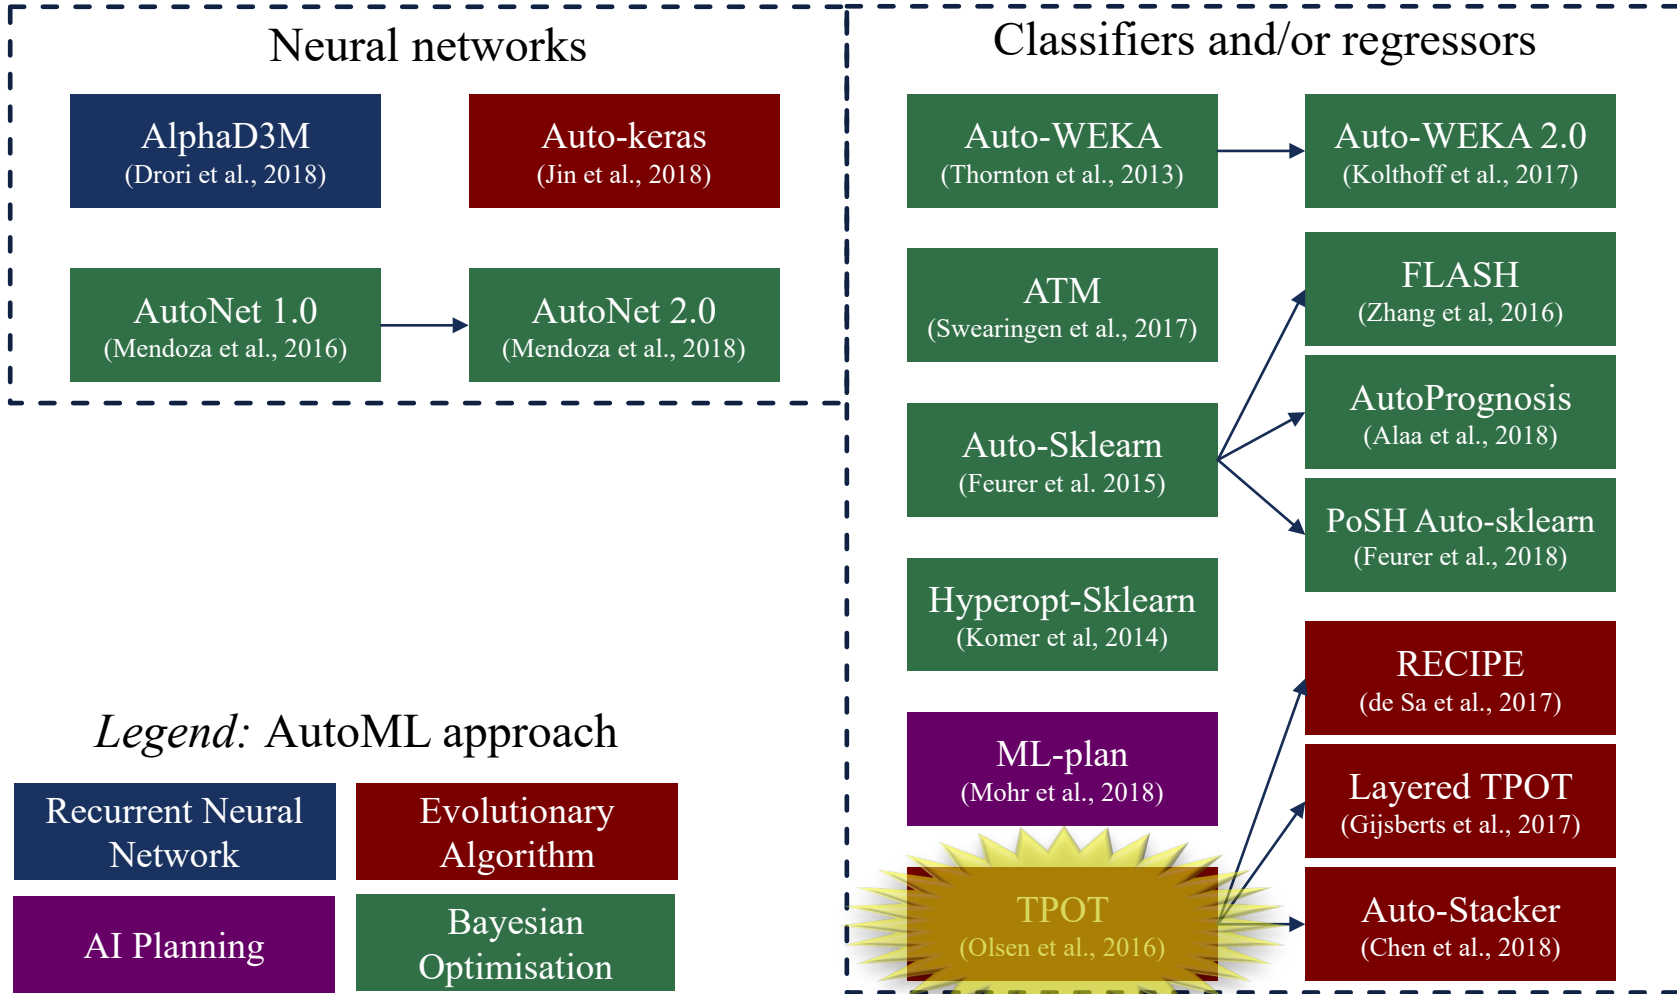 Neural networks
AlphaD3M
(Drori et al., 2018)
Auto-keras
(Jin et al., 2018)
AutoNet 1.0
(Mendoza et al., 2016)
AutoNet 2.0
(Mendoza et al., 2018)
Classifiers and/or regressors
Auto-WEKA
(Thornton et al., 2013)
Auto-WEKA 2.0
(Kolthoff et al., 2017)
ATM
(Swearingen et al., 2017)
FLASH
(Zhang et al, 2016)
AutoPrognosis
(Alaa et al., 2018)
Auto-Sklearn
(Feurer et al. 2015)
PoSH Auto-sklearn
(Feurer et al., 2018)
Hyperopt-Sklearn
(Komer et al, 2014)
RECIPE
(de Sa et al., 2017)
ML-plan
(Mohr et al., 2018)
Layered TPOT
(Gijsberts et al., 2017)
TPOT
(Olsen et al., 2016)
Auto-Stacker
(Chen et al., 2018)
Legend: AutoML approach
Recurrent Neural
Network
Evolutionary
Algorithm
AI Planning
Bayesian
Optimisation